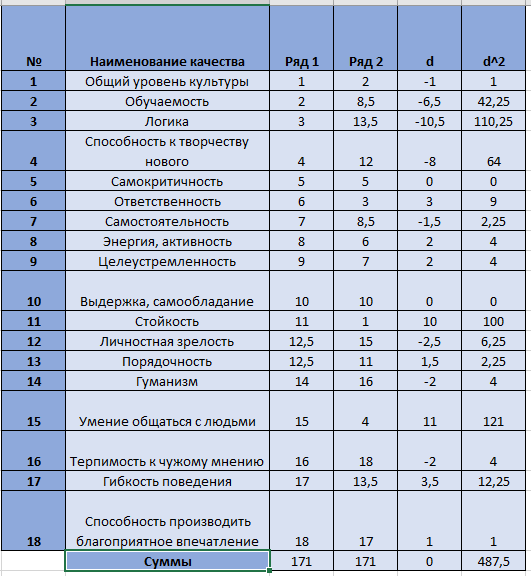 № Наименование качества Ряд 1 Ряд 2 d d^2
1 Общий уровень культуры 1 2 -1 1
2 Обучаемость 2 8,5 -6,5 42,25
3 Логика 3 13,5 -10,5 110,25
Способность к творчеству
4 нового 4 12 -8 64
5 Самокритичность 5 5 0 0
6 Ответственность 6 3 3 9
7 Самостоятельность 7 8,5 -1,5 2,25
8 Энергия, активность 8 6 2 4
9 Целеустремленность 9 7 2 4
10 Выдержка, самообладание 10 10 0 0
11 Стойкость 11 1 10 100
12 Личностная зрелость 12,5 15 -2,5 6,25
13 Порядочность 12,5 11 1,5 2,25
14 Гуманизм 14 16 -2 4
15 Умение общаться с людьми 15 4 11 121
16 Терпимость к чужому мнению 16 18 -2 4
17 Гибкость поведения 17 13,5 3,5 12,25
Способность производить
18 благоприятное впечатление 18 17 1 1
Суммы 171 171 0 487,5